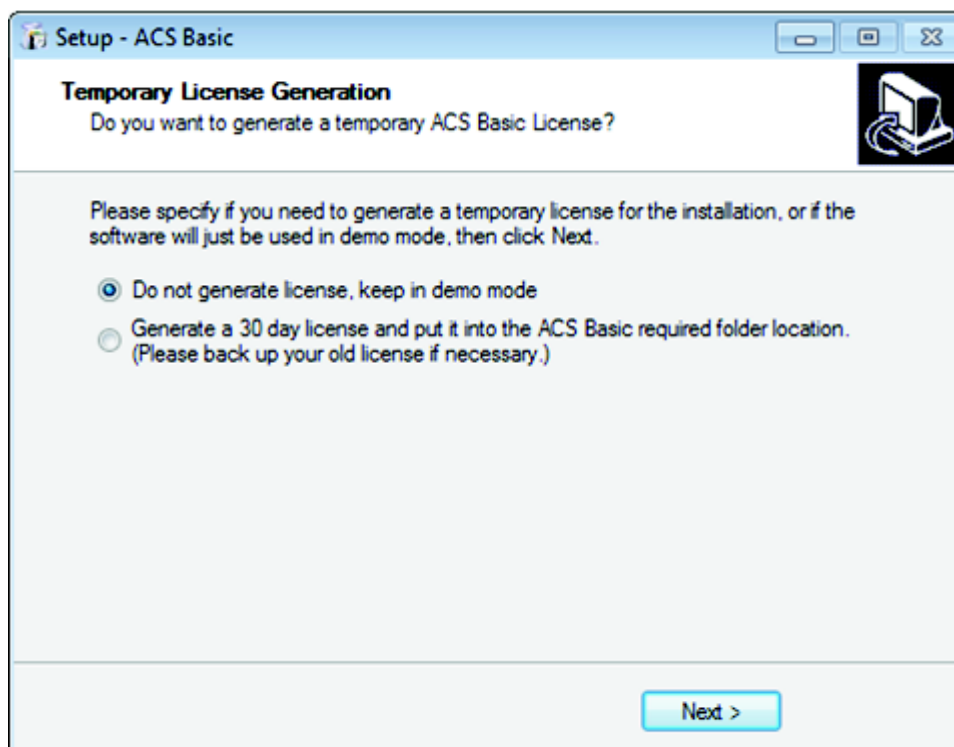 Setup - ACS Basic
Temporary License Generation
Do you want to generate a temporary ACS Basic License?
Please specify if you need to generate a temporary license for the installation, or if the
software will just be used in demo mode, then click Next.
Do not generate license, keep in demo mode
Generate a 30 day license and put it into the ACS Basic required folder location.
(Please back up your old license if necessary.)
Next >